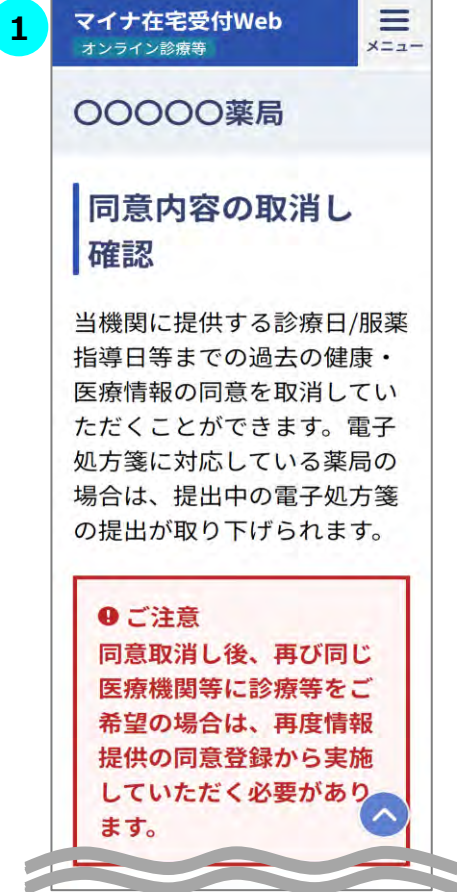 1
マイナ在宅受付Web
オンライン診療等
メニュー
〇〇〇〇〇薬局
同意内容の取消し
確認
当機関に提供する診療日/服薬
指導日等までの過去の健康・
医療情報の同意を取消してい
ただくことができます。電子
処方箋に対応している薬局の
場合は、提出中の電子処方箋
の提出が取り下げられます。
ご注意
同意取消し後、再び同じ
医療機関等に診療等をご
希望の場合は、再度情報
提供の同意登録から実施
していただく必要があり
ます。